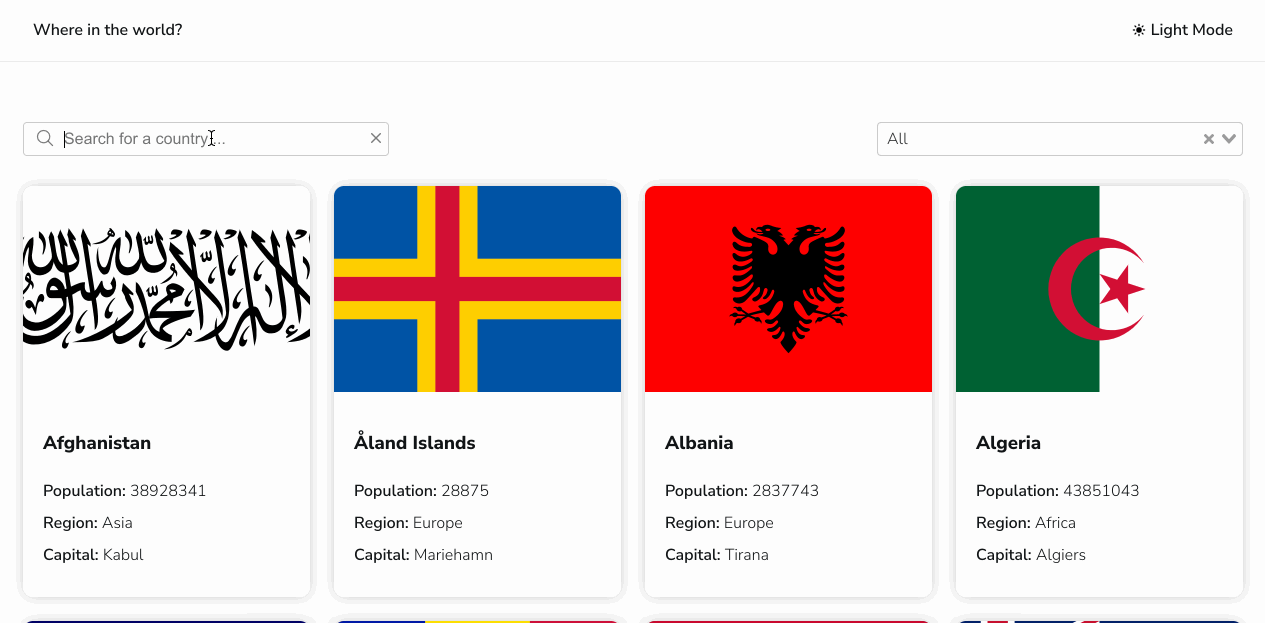 Where in the world?
Light Mode
Search for a country...
All
لا إله إلا الله محمد رسول الله
Afghanistan
Åland Islands
Albania
Algeria
Population: 38928341
Population: 28875
Population: 2837743
Population: 43851043
Region: Asia
Region: Europe
Region: Europe
Region: Africa
Capital: Kabul
Capital: Mariehamn
Capital: Tirana
Capital: Algiers